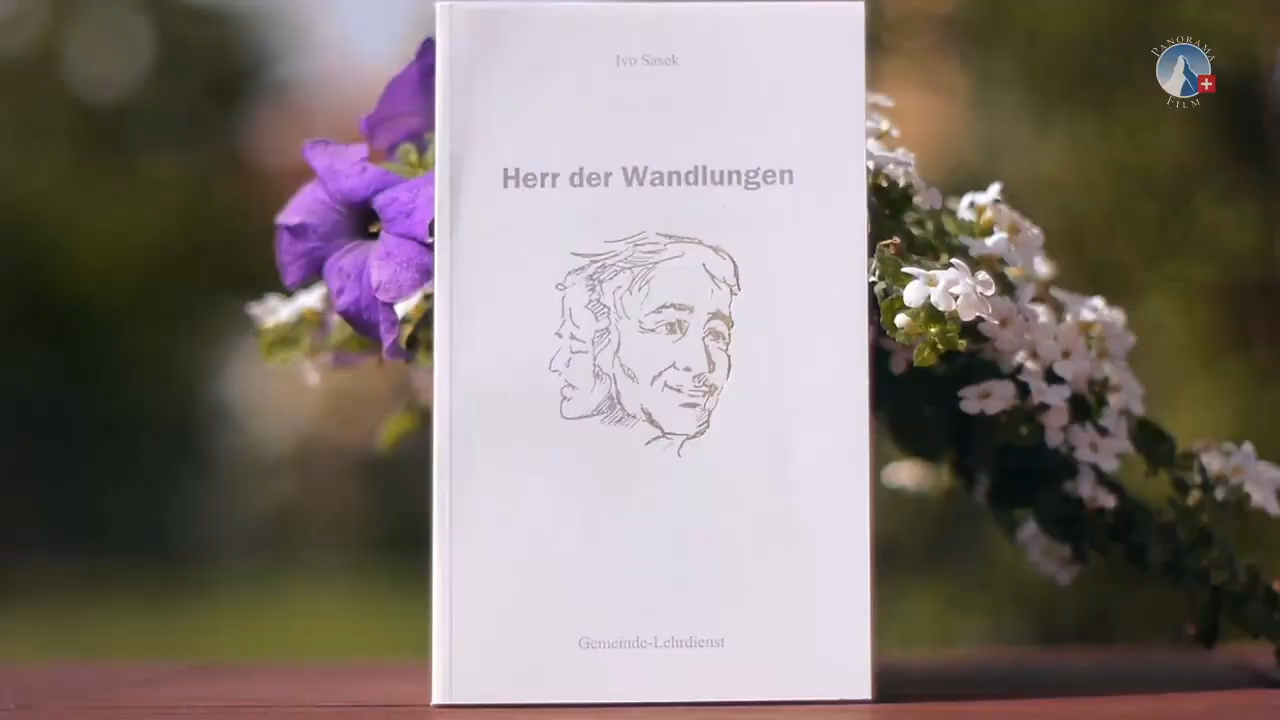 Ivo Sasek
Herr der Wandlungen
Gemeinde-Lehrdienst
PANORAMA
FILM